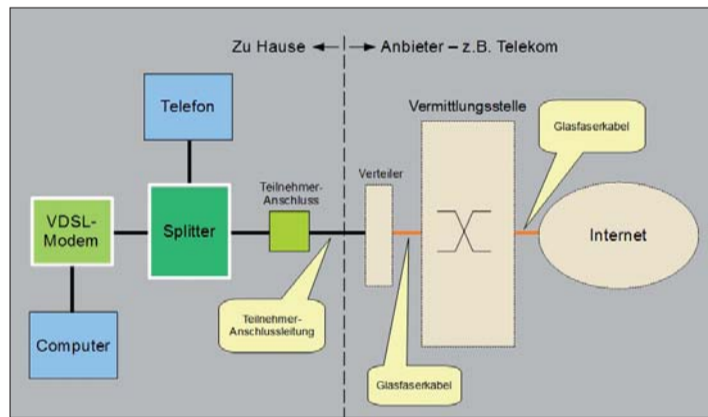 Zu Hause
Anbieter – z.B. Telekom
Telefon
Vermittlungsstelle
Glasfaserkabel
Teilnehmer-
Anschluss
Verteiler
VDSL-
Modem
Splitter
Internet
Teilnehmer-
Anschlussleitung
Computer
Glasfaserkabel